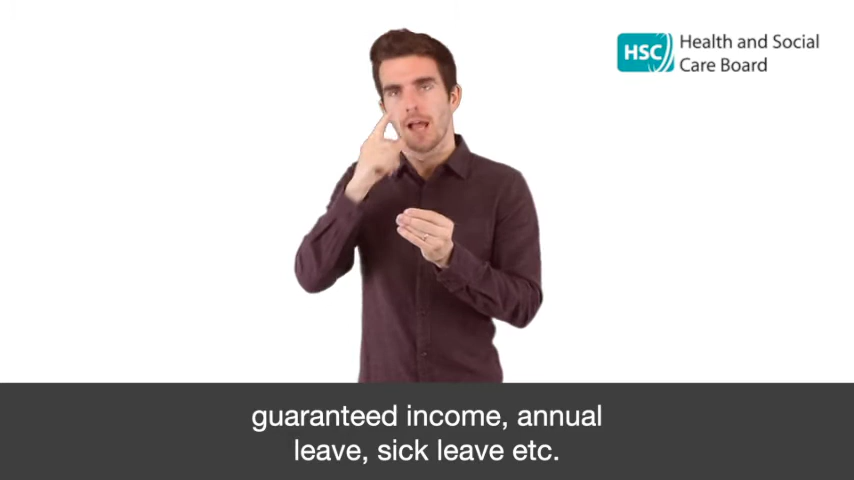 HSC
Health and Social
Care Board
guaranteed income, annual
leave, sick leave etc.